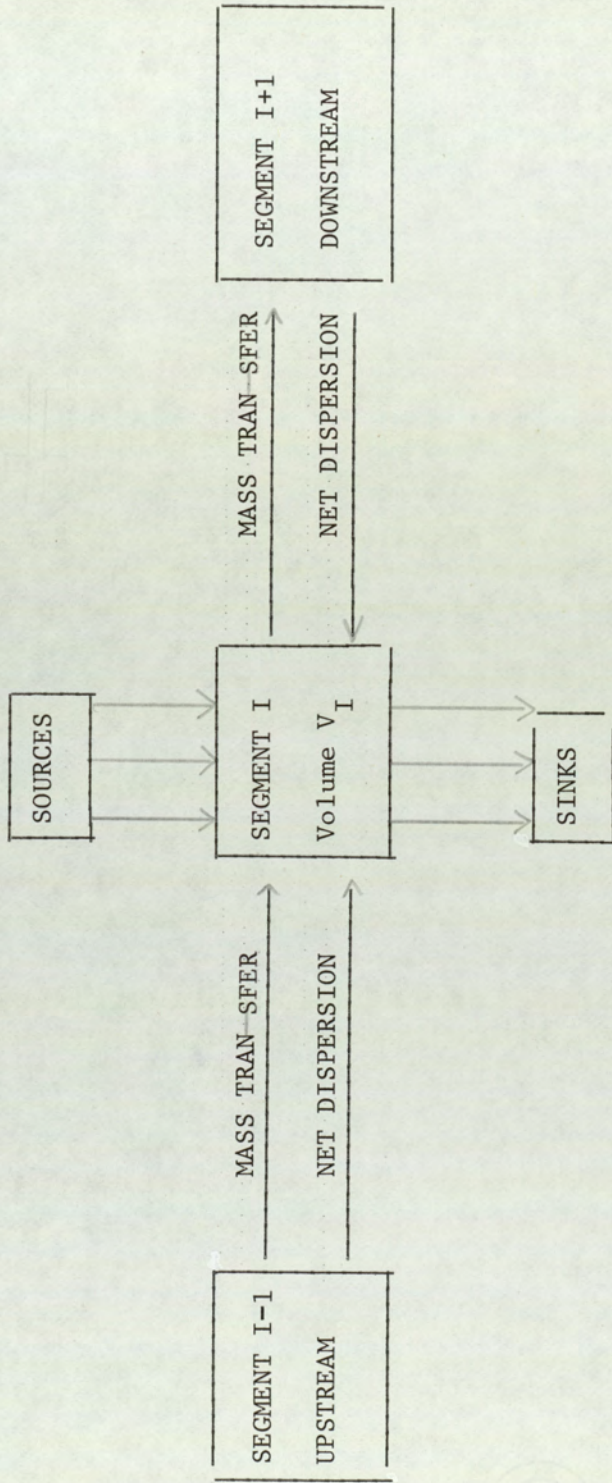 SOURCES
SEGMENT I-1
UPSTREAM
MASS TRAN SFER
NET DISPERSION
SEGMENT I
Volume V_I
MASS TRAN SFER
NET DISPERSION
SEGMENT I+1
DOWNSTREAM
SINKS